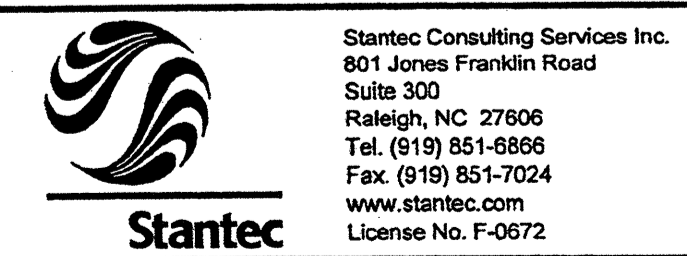 Stantec
Stantec Consulting Services Inc.
801 Jones Franklin Road
Suite 300
Raleigh, NC 27606
Tel. (919) 851-6866
Fax. (919) 851-7024
www.stantec.com
License No. F-0672